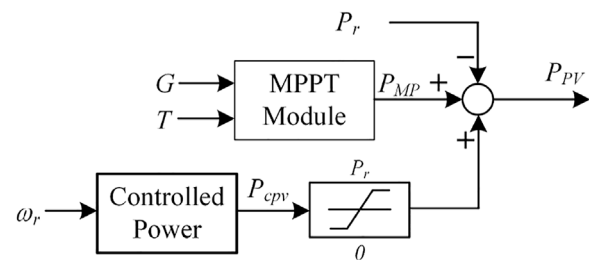 P_r
−
G
T
MPPT
Module
P_MP
+
P_PV
+
ω_r
Controlled
Power
P_cpv
P_r
0